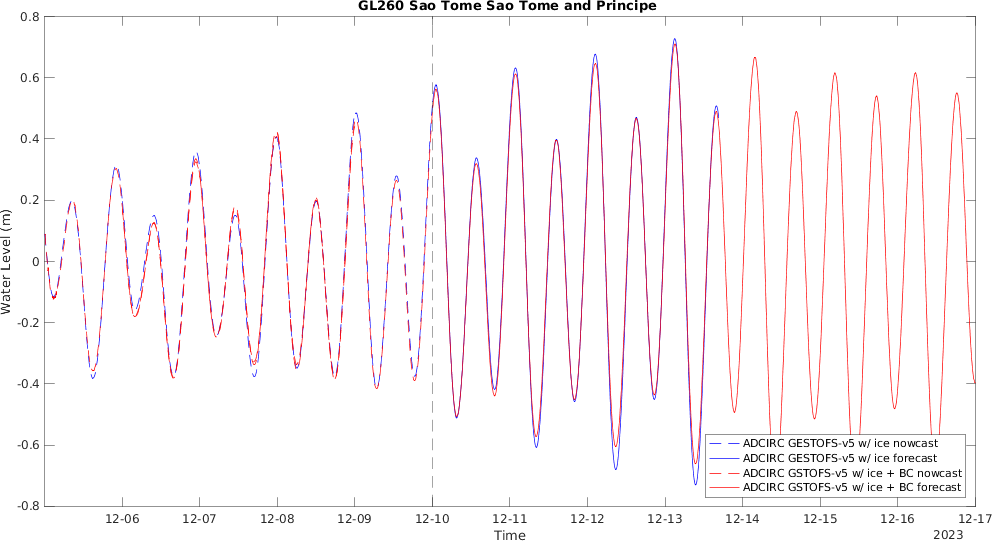 GL260 Sao Tome Sao Tome and Principe
0.8
0.6
0.4
0.2
0
-0.2
-0.4
-0.6
-0.8
Water Level (m)
ADCIRC GESTOFS-v5 w/ ice nowcast
ADCIRC GESTOFS-v5 w/ ice forecast
ADCIRC GSTOFS-v5 w/ ice + BC nowcast
ADCIRC GSTOFS-v5 w/ ice + BC forecast
12-06 12-07 12-08 12-09 12-10 12-11 12-12 12-13 12-14 12-15 12-16 12-17
Time
2023